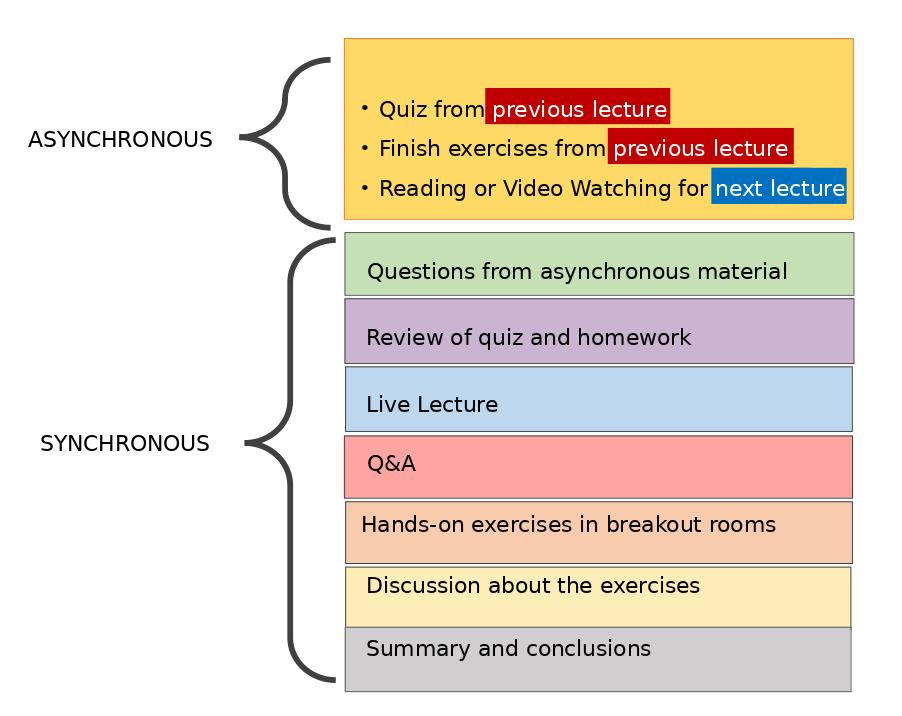 ASYNCHRONOUS
• Quiz from previous lecture
• Finish exercises from previous lecture
• Reading or Video Watching for next lecture
SYNCHRONOUS
Questions from asynchronous material
Review of quiz and homework
Live Lecture
Q&A
Hands-on exercises in breakout rooms
Discussion about the exercises
Summary and conclusions